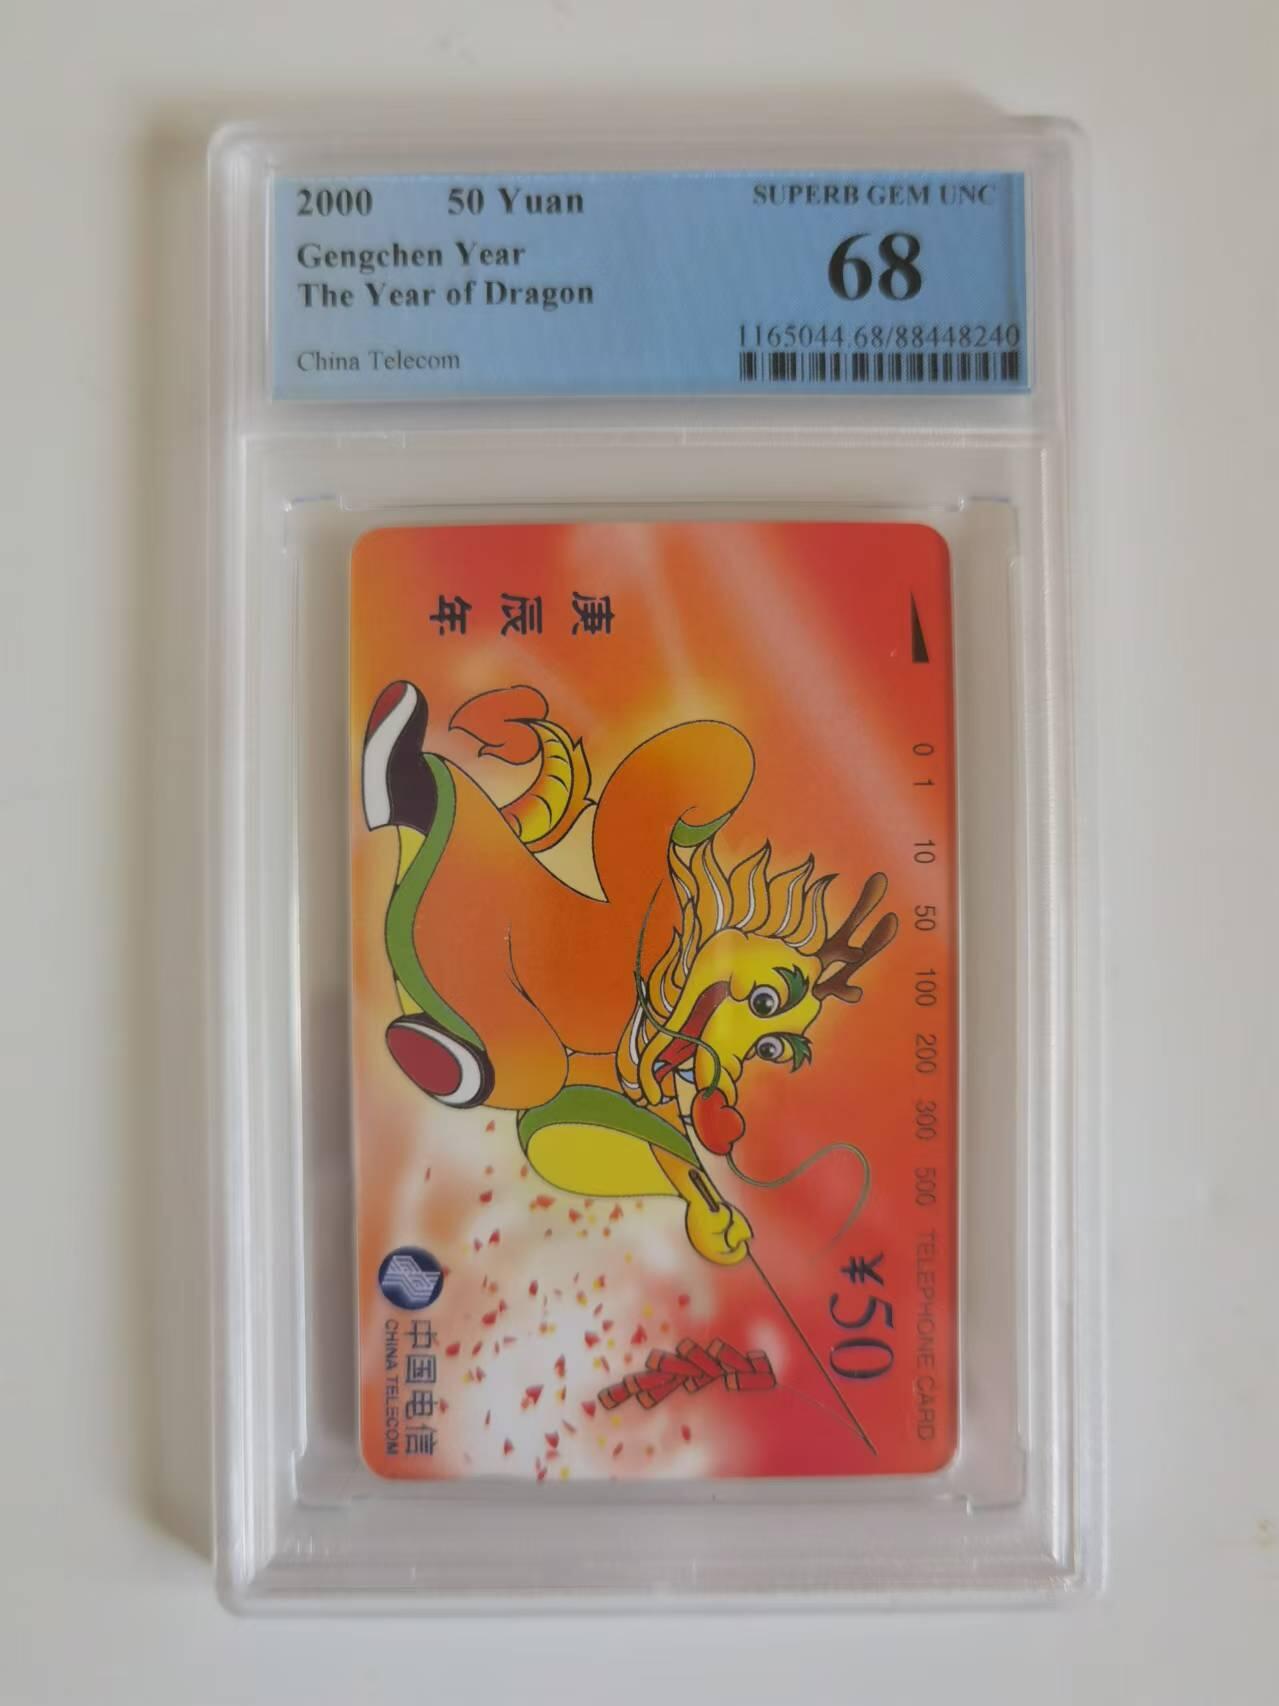 2000 50 Yuan
Gengchen Year
The Year of Dragon
China Telecom
SUPERB GEM UNC
68
1165044.68/88448240
庚辰年
0 1 10 50 100 200 300 500 TELEPHONE CARD
¥50
中国电信
CHINA TELECOM